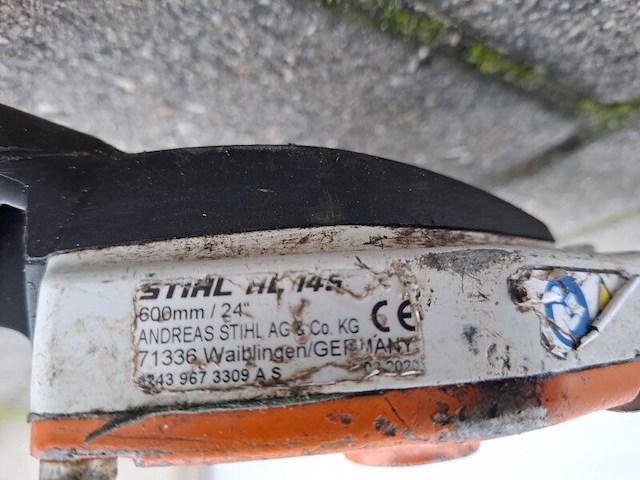 STIHL HL 145
600mm / 24"
ANDREAS STIHL AG & Co. KG CE
71336 Waiblingen/GERMANY
4243 967 3309 A S